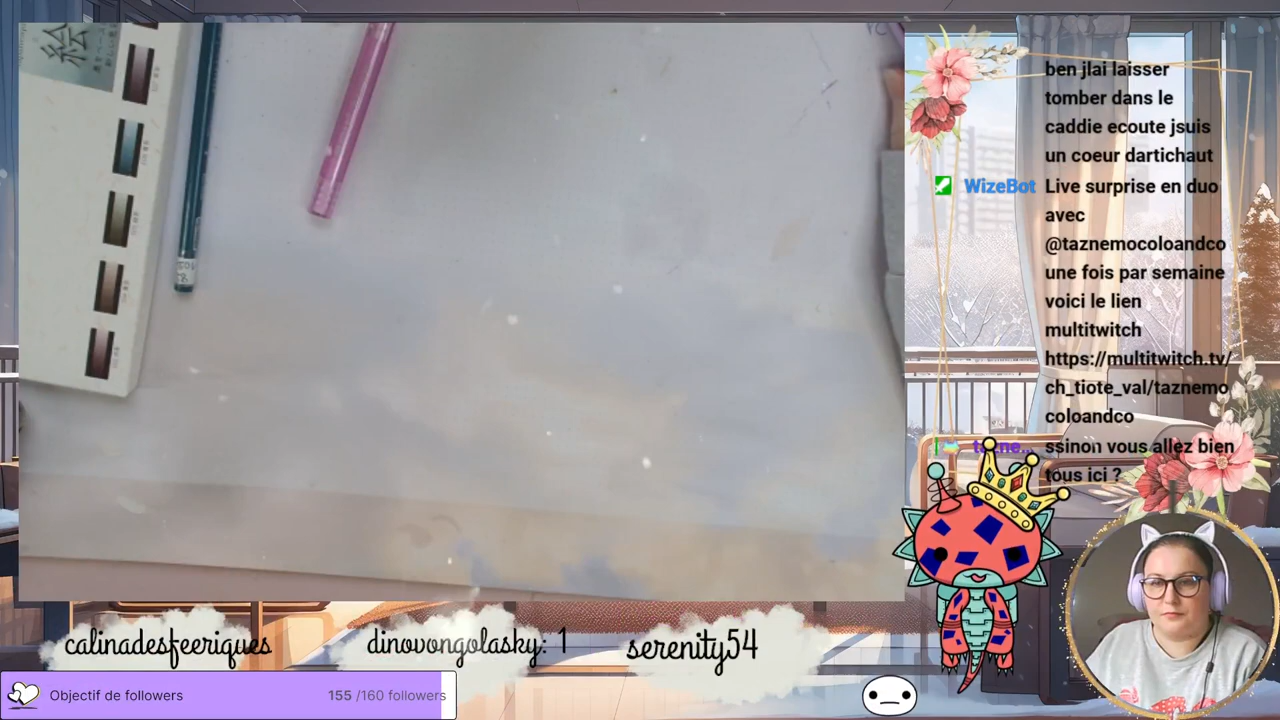 絵
ben jlai laisser
tomber dans le
caddie ecoute jsuis
un coeur dartichaut
WizeBot Live surprise en duo
avec
@taznemocoloandco
une fois par semaine
voici le lien
multitwitch
https://multitwitch.tv/
ch_tiote_val/taznemo
coloandco
tazne... ssinon vous allez bien
tous ici ?
calinadesfeeriques
dinovongolasky: 1
serenity54
Objectif de followers
155 /160 followers